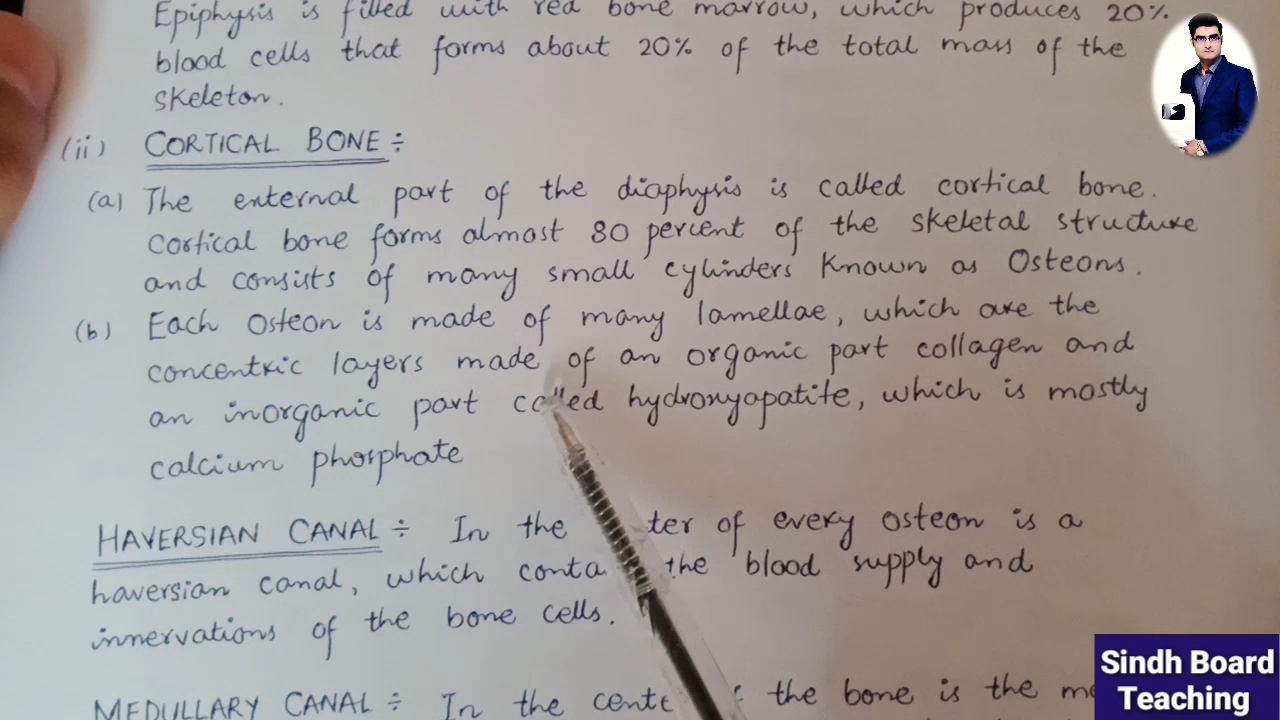 Epiphysis is filled with red bone marrow, which produces 20%
blood cells that forms about 20% of the total mass of the
skeleton.
(ii) CORTICAL BONE ÷
(a) The external part of the diaphysis is called cortical bone.
Cortical bone forms almost 80 percent of the skeletal structure
and consists of many small cylinders known as Osteons.
(b) Each Osteon is made of many lamellae, which are the
concentric layers made of an organic part collagen and
an inorganic part called hydroxyapatite, which is mostly
calcium phosphate
HAVERSIAN CANAL ÷ In the ter of every osteon is a
haversian canal, which conta the blood supply and
innervations of the bone cells.
MEDULLARY CANAL ÷ In the cente the bone is the me
Sindh Board
Teaching